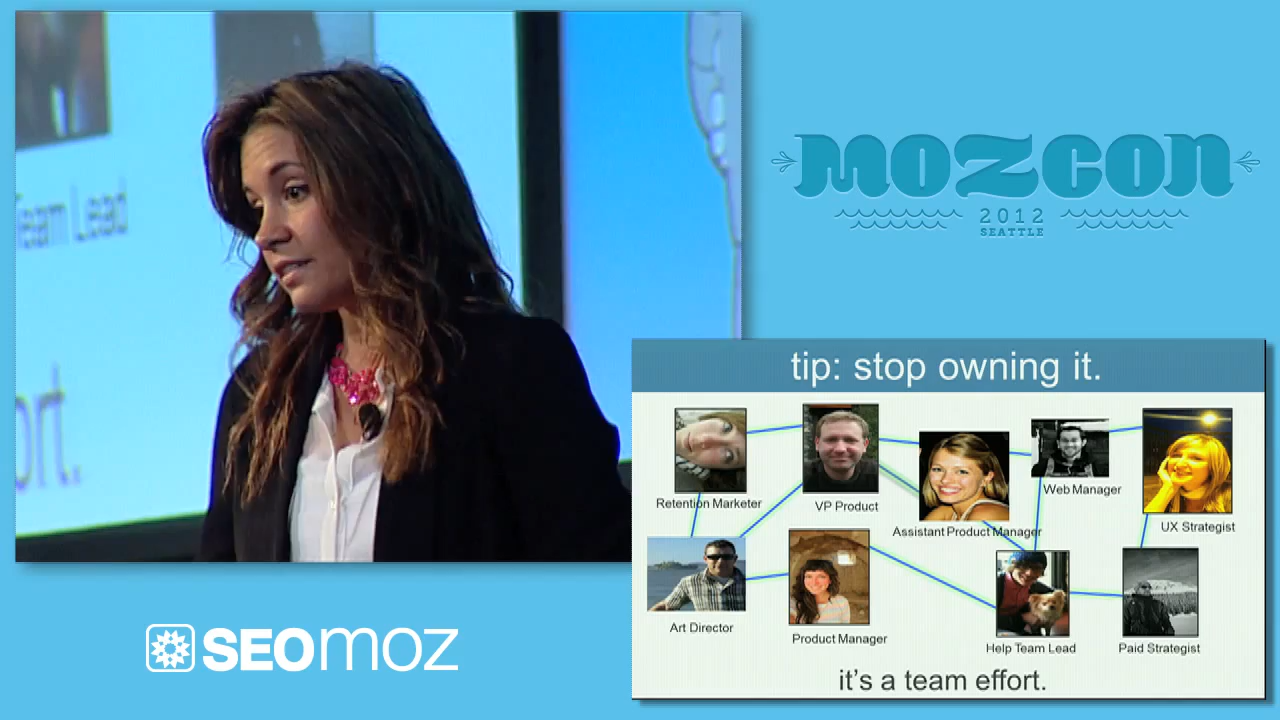 Team Lead
ort.
MOZCON
2012
SEATTLE
tip: stop owning it.
Retention Marketer
VP Product
Assistant Product Manager
Web Manager
UX Strategist
Art Director
Product Manager
Help Team Lead
Paid Strategist
it's a team effort.
SEOMOZ